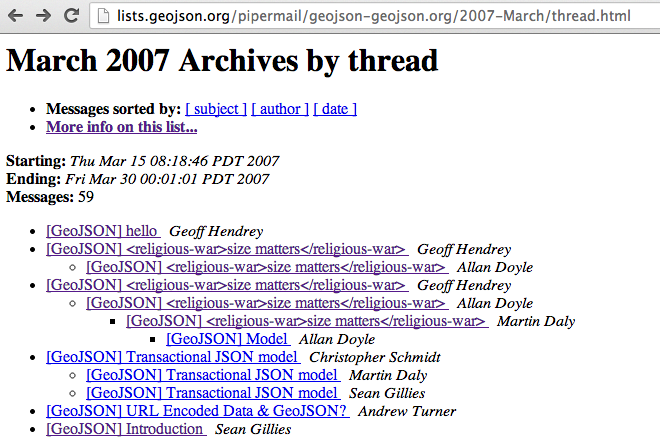 lists.geojson.org/pipermail/geojson-geojson.org/2007-March/thread.html
March 2007 Archives by thread
• Messages sorted by: [ subject ] [ author ] [ date ]
• More info on this list...
Starting: Thu Mar 15 08:18:46 PDT 2007
Ending: Fri Mar 30 00:01:01 PDT 2007
Messages: 59
• [GeoJSON] hello Geoff Hendrey
• [GeoJSON] <religious-war>size matters</religious-war> Geoff Hendrey
○ [GeoJSON] <religious-war>size matters</religious-war> Allan Doyle
• [GeoJSON] <religious-war>size matters</religious-war> Geoff Hendrey
○ [GeoJSON] <religious-war>size matters</religious-war> Allan Doyle
■ [GeoJSON] <religious-war>size matters</religious-war> Martin Daly
■ [GeoJSON] Model Allan Doyle
• [GeoJSON] Transactional JSON model Christopher Schmidt
○ [GeoJSON] Transactional JSON model Martin Daly
○ [GeoJSON] Transactional JSON model Sean Gillies
• [GeoJSON] URL Encoded Data & GeoJSON? Andrew Turner
• [GeoJSON] Introduction Sean Gillies